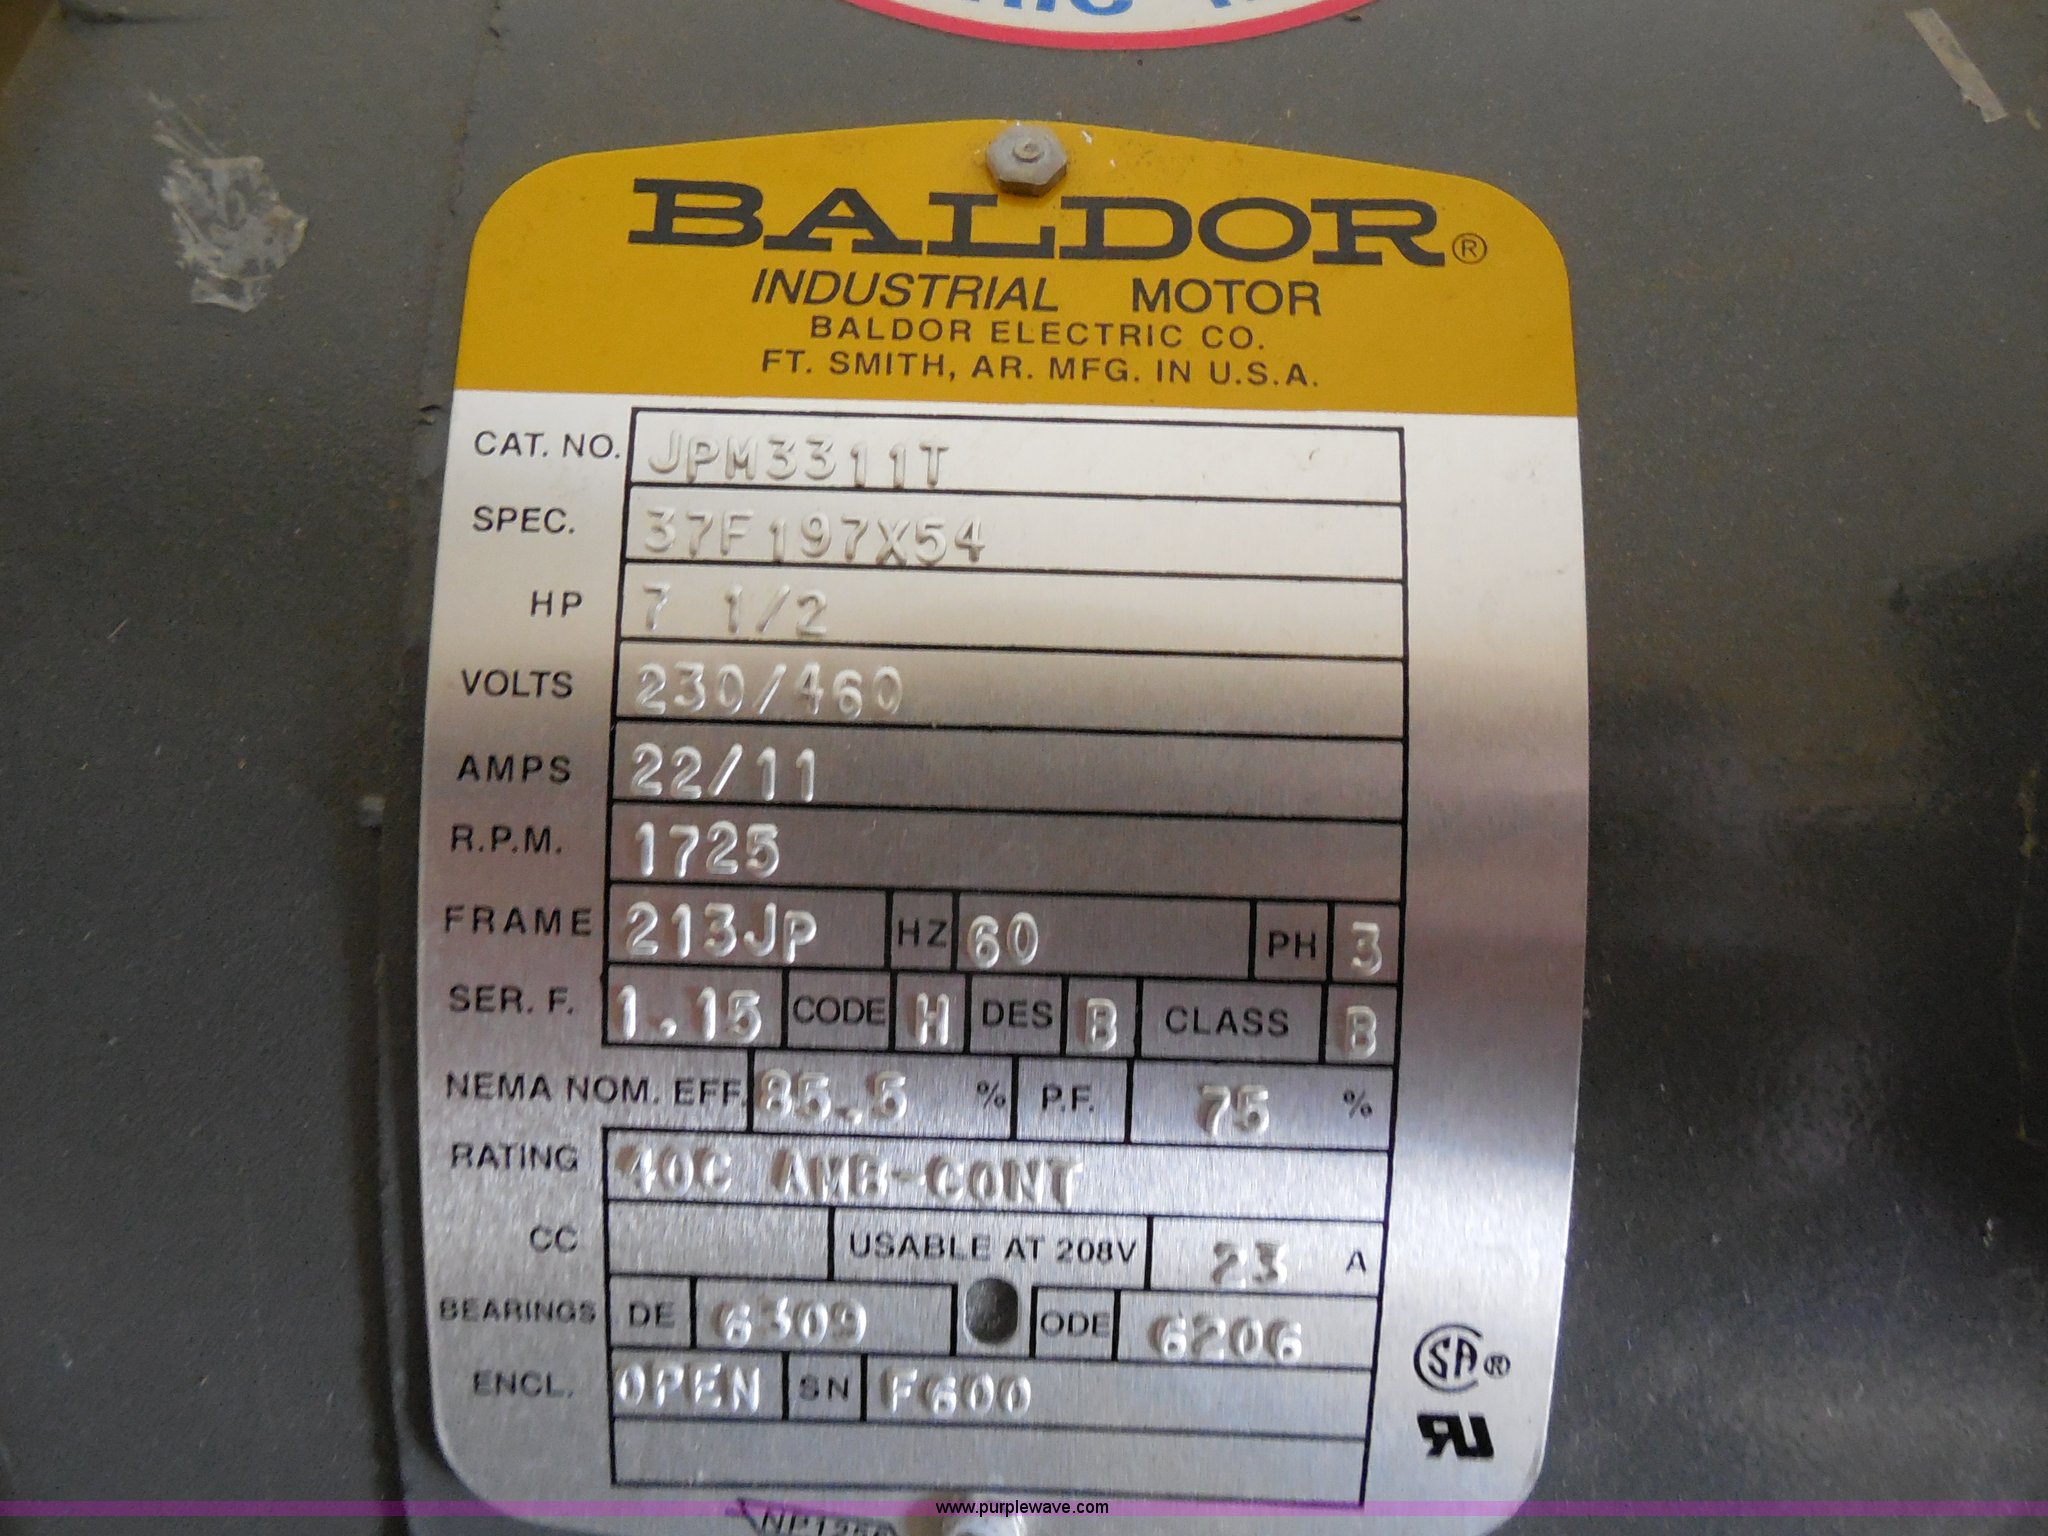 BALDOR®
INDUSTRIAL MOTOR
BALDOR ELECTRIC CO.
FT. SMITH, AR. MFG. IN U.S.A.
CAT. NO. JPM3311T
SPEC. 37F197X54
HP 7 1/2
VOLTS 230/460
AMPS 22/11
R.P.M. 1725
FRAME 213JP HZ 60 PH 3
SER. F. 1.15 CODE H DES B CLASS B
NEMA NOM. EFF. 85.5 % P.F. 75 %
RATING 40C AMB-CONT
CC USABLE AT 208V 23 A
BEARINGS DE 6309 ODE 6206
ENCL. OPEN SN F600
SA ®
www.purplewave.com